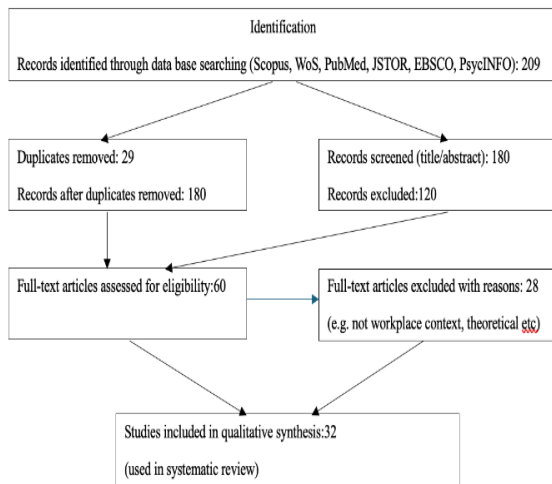 Identification
Records identified through data base searching (Scopus, WoS, PubMed, JSTOR, EBSCO, PsycINFO): 209
Duplicates removed: 29
Records after duplicates removed: 180
Records screened (title/abstract): 180
Records excluded:120
Full-text articles assessed for eligibility:60
Full-text articles excluded with reasons: 28
(e.g. not workplace context, theoretical etc)
Studies included in qualitative synthesis:32
(used in systematic review)